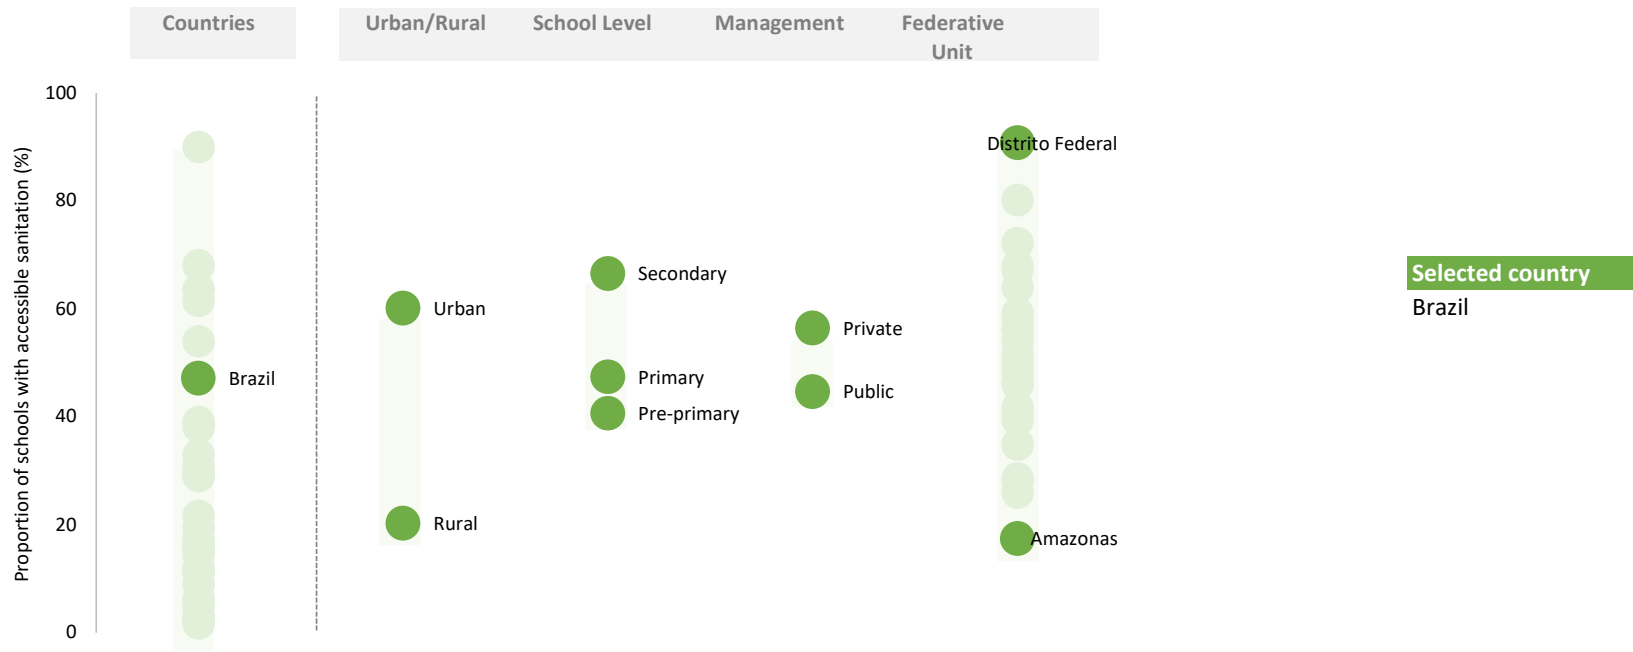 Countries
Urban/Rural
School Level
Management
Federative
Unit
Proportion of schools with accessible sanitation (%)
100
80
60
40
20
0
Brazil
Urban
Rural
Secondary
Primary
Pre-primary
Private
Public
Distrito Federal
Amazonas
Selected country
Brazil